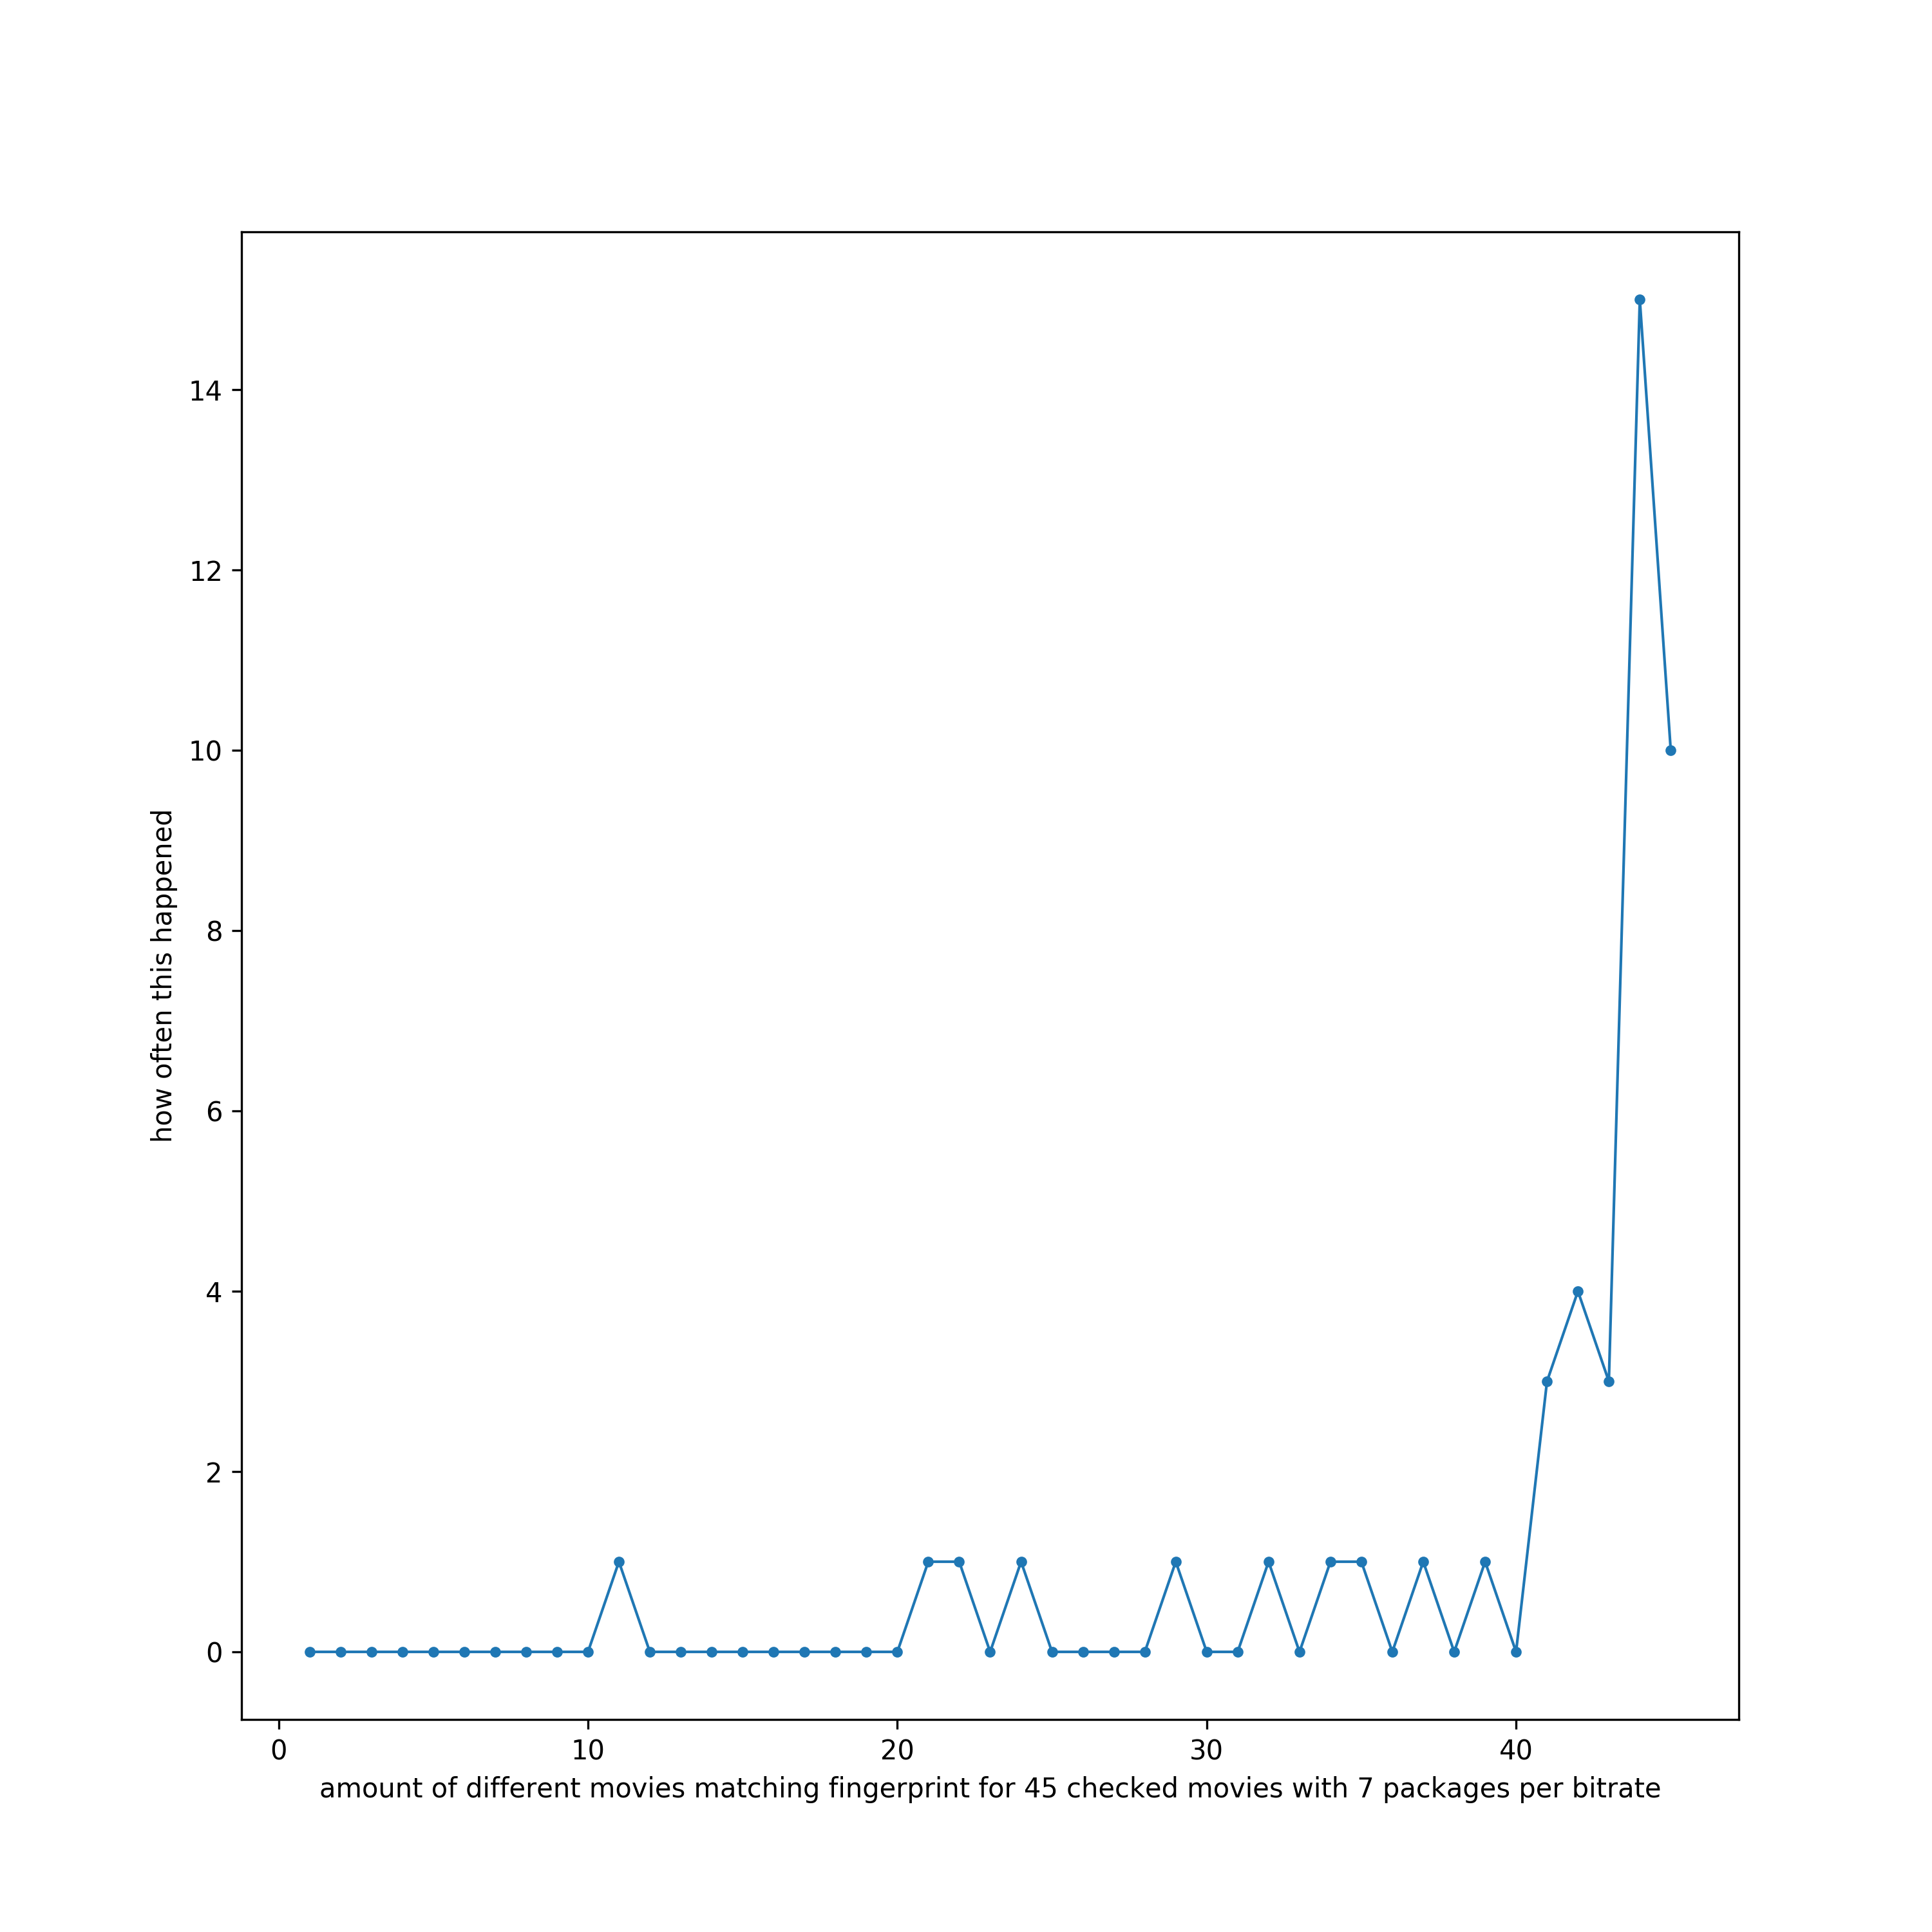 14
12
10
8
6
4
2
0
how often this happened
0 10 20 30 40
amount of different movies matching fingerprint for 45 checked movies with 7 packages per bitrate